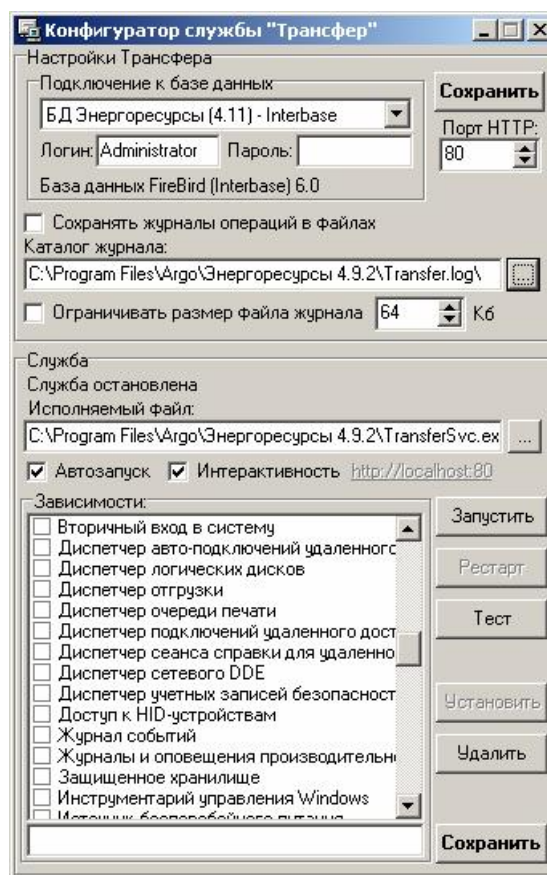 Конфигуратор службы "Трансфер"
Настройки Трансфера
Подключение к базе данных
БД Энергоресурсы (4.11) - Interbase
Логин: Administrator Пароль:
База данных FireBird (Interbase) 6.0
Сохранить
Порт HTTP:
80
Сохранять журналы операций в файлах
Каталог журнала:
C:\Program Files\Argo\Энергоресурсы 4.9.2\Transfer.log\ ...
Ограничивать размер файла журнала 64 Кб
Служба
Служба остановлена
Исполняемый файл:
C:\Program Files\Argo\Энергоресурсы 4.9.2\TransferSvc.ex ...
Автозапуск Интерактивность http://localhost:80
Зависимости:
Вторичный вход в систему
Диспетчер авто-подключений удаленного
Диспетчер логических дисков
Диспетчер отгрузки
Диспетчер очереди печати
Диспетчер подключений удаленного дост
Диспетчер сеанса справки для удаленно
Диспетчер сетевого DDE
Диспетчер учетных записей безопасност
Доступ к HID-устройствам
Журнал событий
Журналы и оповещения производительн
Защищенное хранилище
Инструментарий управления Windows
Источник бесперебойного питания
Запустить
Рестарт
Тест
Установить
Удалить
Сохранить